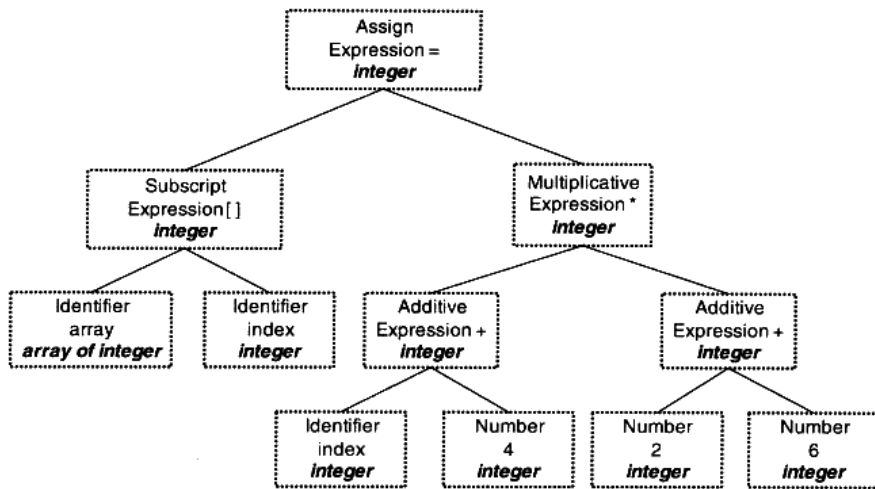 Assign
Expression =
integer
Subscript
Expression [ ]
integer
Multiplicative
Expression *
integer
Identifier
array
array of integer
Identifier
index
integer
Additive
Expression +
integer
Additive
Expression +
integer
Identifier
index
integer
Number
4
integer
Number
2
integer
Number
6
integer